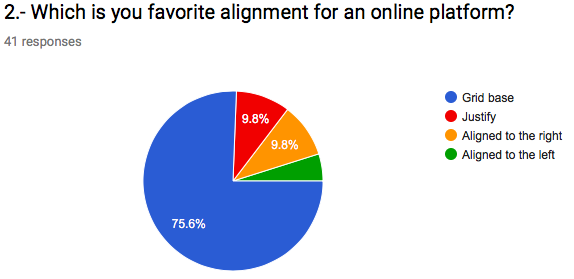 2.- Which is you favorite alignment for an online platform?
41 responses
Grid base
Justify
Aligned to the right
Aligned to the left
9.8%
9.8%
75.6%